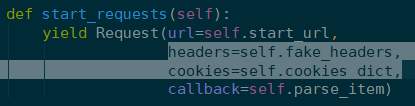 def start_requests(self):
    yield Request(url=self.start_url,
                  headers=self.fake_headers,
                  cookies=self.cookies_dict,
                  callback=self.parse_item)